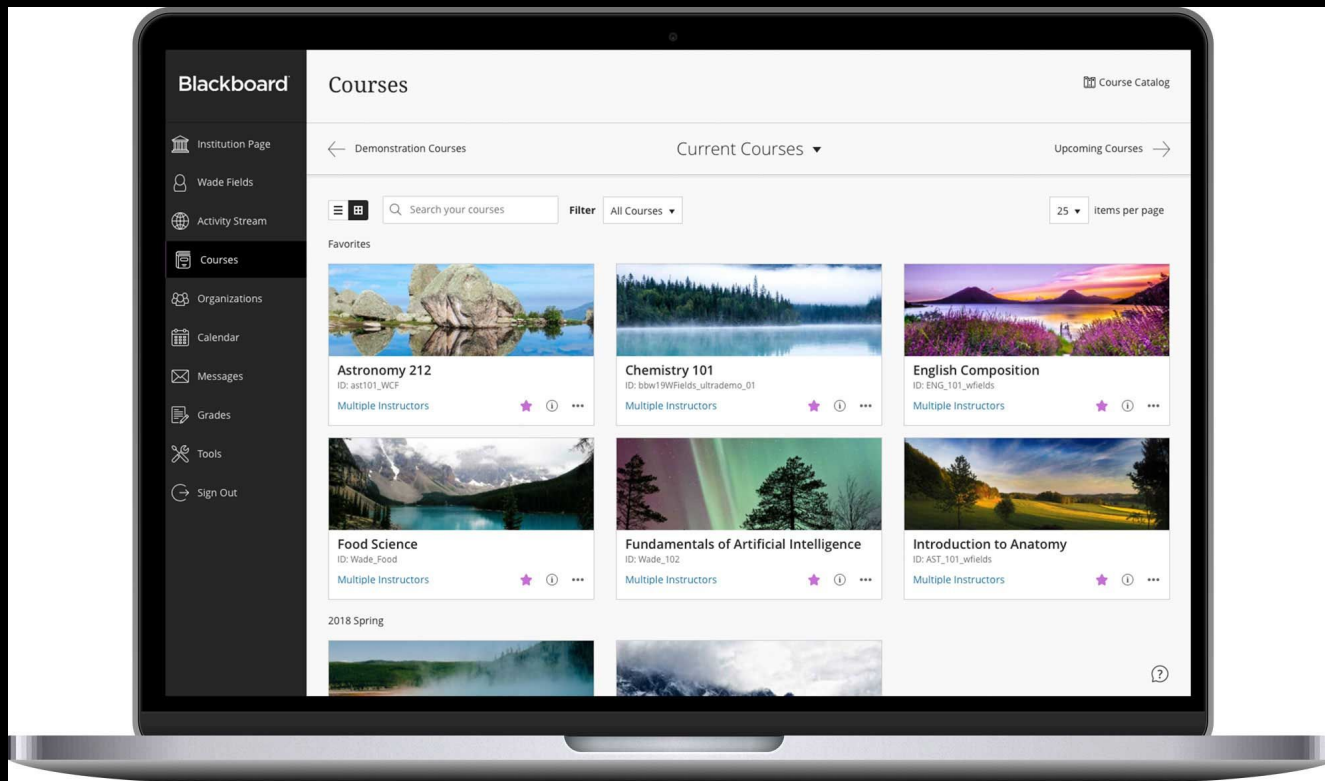 Blackboard
Institution Page
Wade Fields
Activity Stream
Courses
Organizations
Calendar
Messages
Grades
Tools
Sign Out
Courses
Course Catalog
Demonstration Courses
Current Courses
Upcoming Courses
Search your courses
Filter
All Courses
25
items per page
Favorites
Astronomy 212
ID: ast101_WCF
Multiple Instructors
Chemistry 101
ID: bbw19WFields_ultrademo_01
Multiple Instructors
English Composition
ID: ENG_101_wfields
Multiple Instructors
Food Science
ID: Wade_Food
Multiple Instructors
Fundamentals of Artificial Intelligence
ID: Wade_102
Multiple Instructors
Introduction to Anatomy
ID: AST_101_wfields
Multiple Instructors
2018 Spring